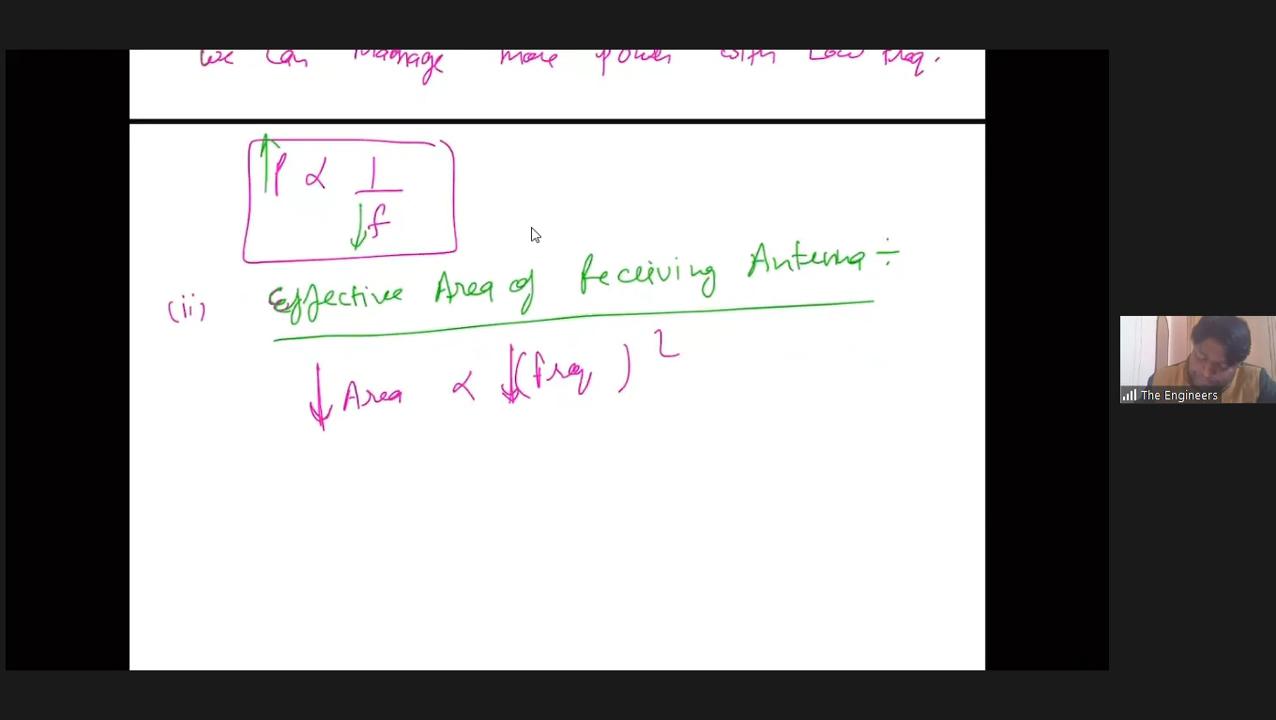 We can Manage more power with Low freq.
↑P ∝ 1
↓f
(ii) Effective Area of Receiving Antenna ÷
↓Area ∝ ↓(freq)²
The Engineers